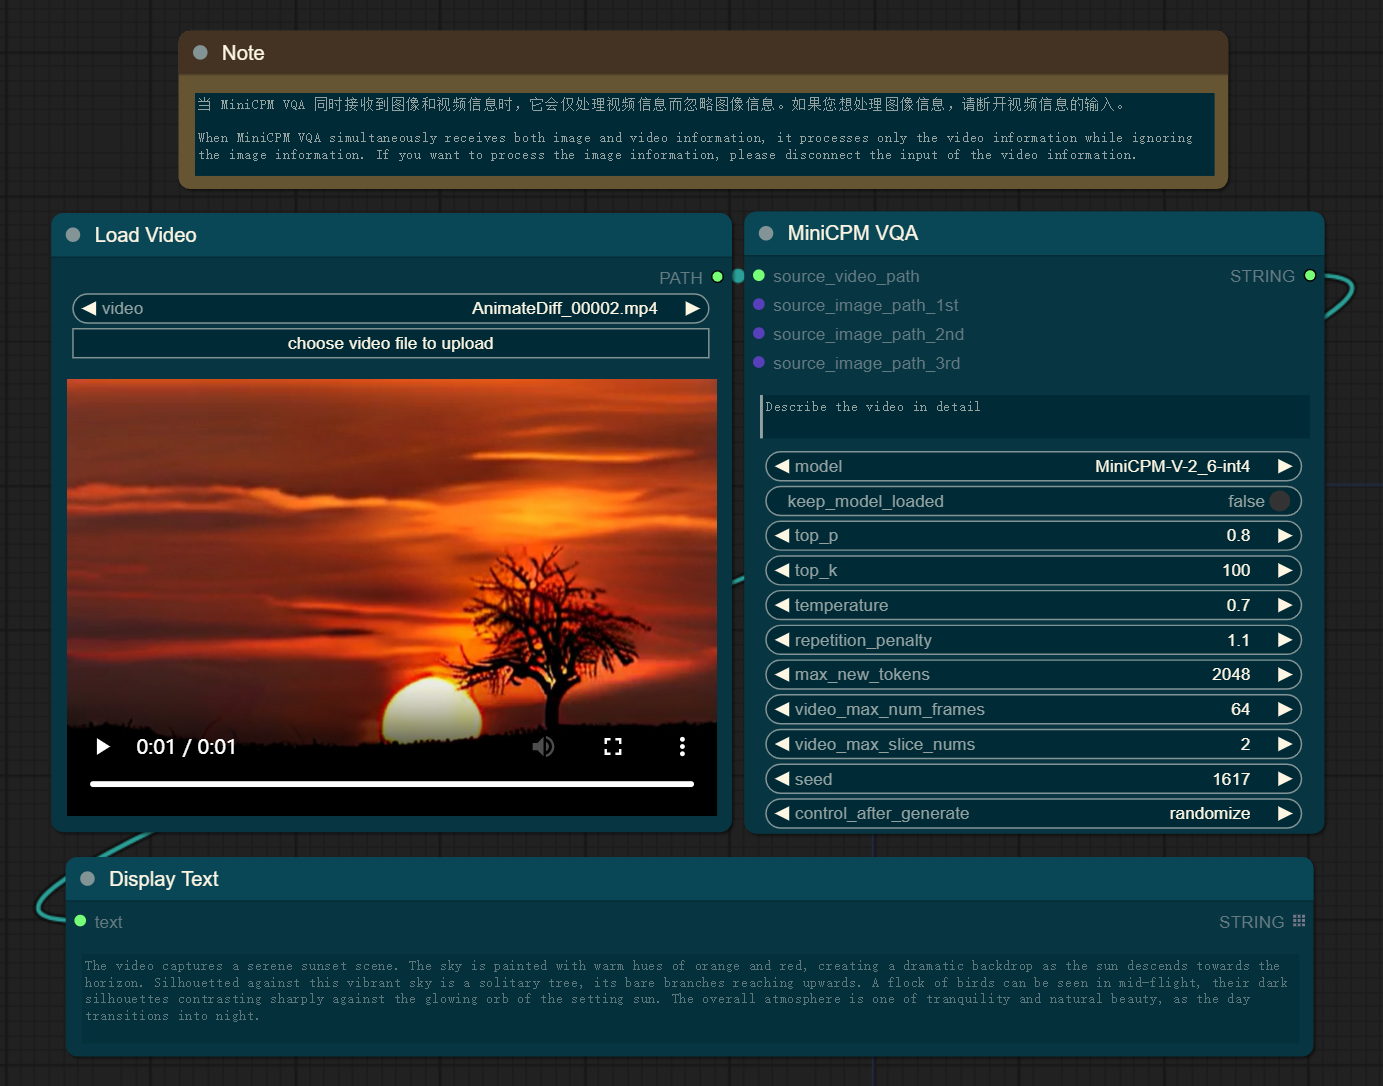 Note
当 MiniCPM VQA 同时接收到图像和视频信息时，它会仅处理视频信息而忽略图像信息。如果您想处理图像信息，请断开视频信息的输入。
When MiniCPM VQA simultaneously receives both image and video information, it processes only the video information while ignoring
the image information. If you want to process the image information, please disconnect the input of the video information.
Load Video
PATH
video AnimateDiff_00002.mp4
choose video file to upload
0:01 / 0:01
MiniCPM VQA
source_video_path STRING
source_image_path_1st
source_image_path_2nd
source_image_path_3rd
Describe the video in detail
model MiniCPM-V-2_6-int4
keep_model_loaded false
top_p 0.8
top_k 100
temperature 0.7
repetition_penalty 1.1
max_new_tokens 2048
video_max_num_frames 64
video_max_slice_nums 2
seed 1617
control_after_generate randomize
Display Text
text STRING
The video captures a serene sunset scene. The sky is painted with warm hues of orange and red, creating a dramatic backdrop as the sun descends towards the
horizon. Silhouetted against this vibrant sky is a solitary tree, its bare branches reaching upwards. A flock of birds can be seen in mid-flight, their dark
silhouettes contrasting sharply against the glowing orb of the setting sun. The overall atmosphere is one of tranquility and natural beauty, as the day
transitions into night.